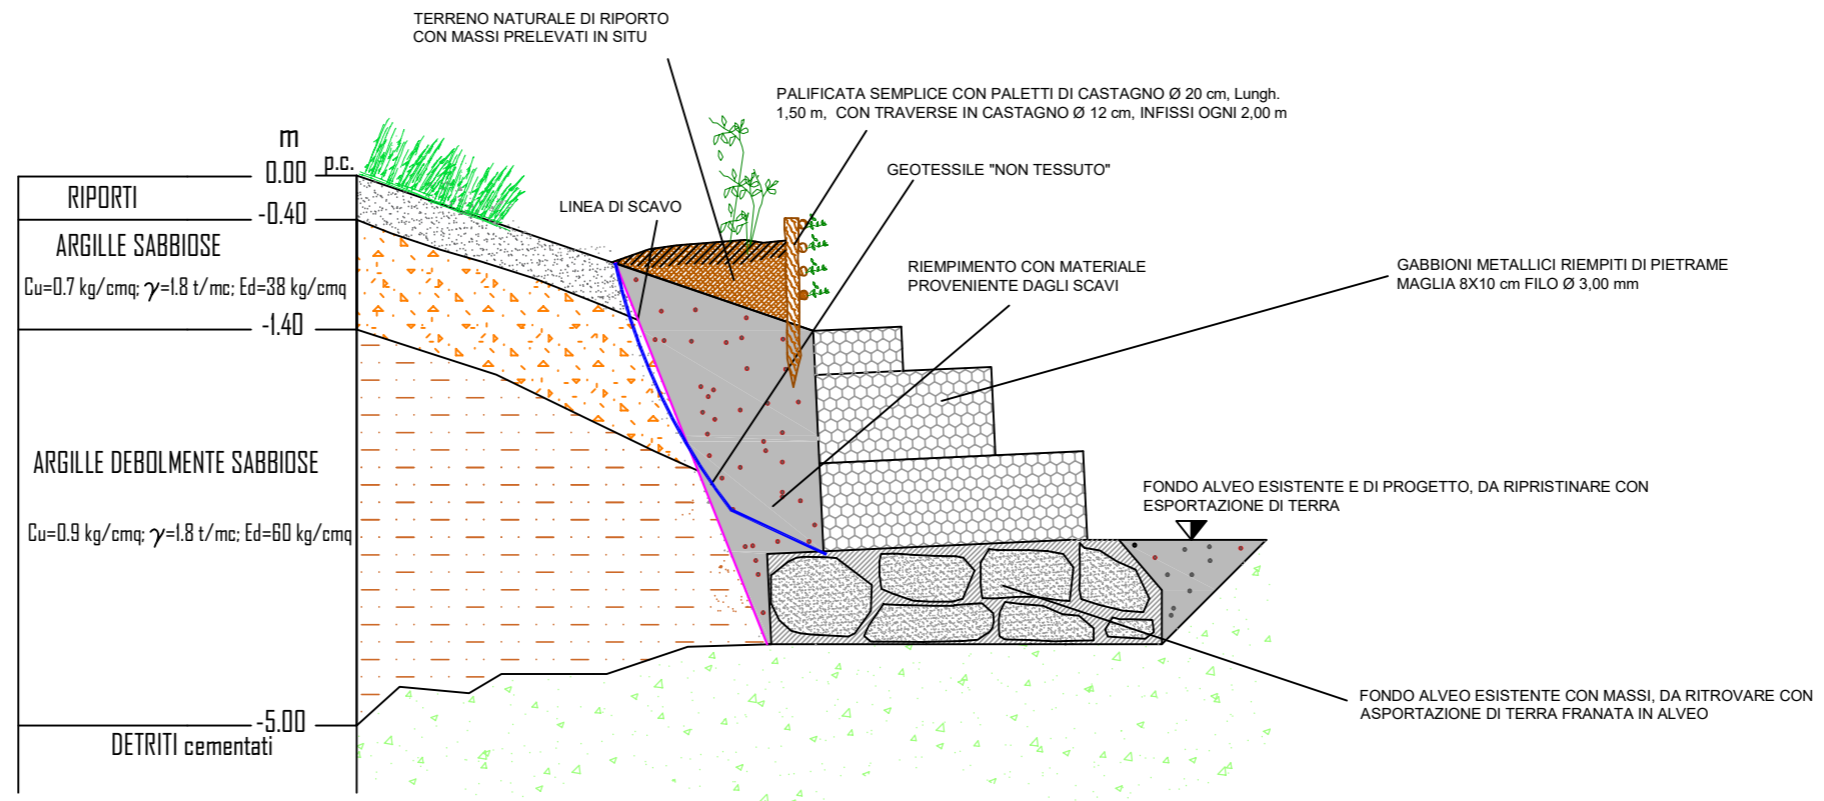 TERRENO NATURALE DI RIPORTO
CON MASSI PRELEVATI IN SITU
PALIFICATA SEMPLICE CON PALETTI DI CASTAGNO Ø 20 cm, Lungh.
1,50 m, CON TRAVERSE IN CASTAGNO Ø 12 cm, INFISSI OGNI 2,00 m
m
0.00 p.c.
GEOTESSILE "NON TESSUTO"
RIPORTI
-0.40
LINEA DI SCAVO
ARGILLE SABBIOSE
Cu=0.7 kg/cmq; γ=1.8 t/mc; Ed=38 kg/cmq
RIEMPIMENTO CON MATERIALE
PROVENIENTE DAGLI SCAVI
GABBIONI METALLICI RIEMPITI DI PIETRAME
MAGLIA 8X10 cm FILO Ø 3,00 mm
-1.40
ARGILLE DEBOLMENTE SABBIOSE
Cu=0.9 kg/cmq; γ=1.8 t/mc; Ed=60 kg/cmq
FONDO ALVEO ESISTENTE E DI PROGETTO, DA RIPRISTINARE CON
ESPORTAZIONE DI TERRA
FONDO ALVEO ESISTENTE CON MASSI, DA RITROVARE CON
ASPORTAZIONE DI TERRA FRANATA IN ALVEO
-5.00
DETRITI cementati